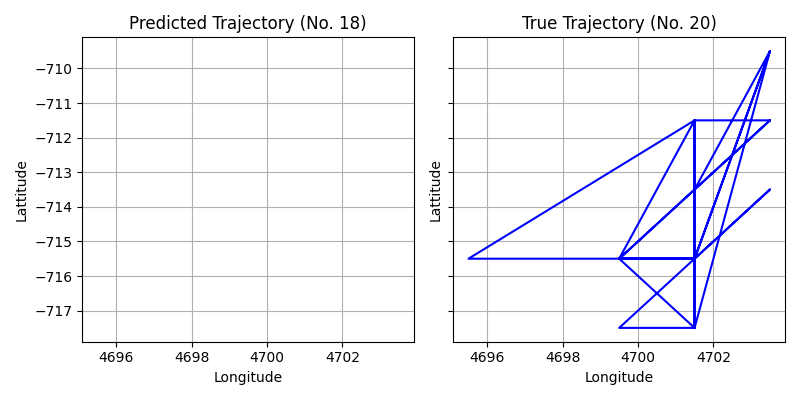 Predicted Trajectory (No. 18)
True Trajectory (No. 20)
Lattitude
−710
−711
−712
−713
−714
−715
−716
−717
4696 4698 4700 4702
Longitude
Lattitude
4696 4698 4700 4702
Longitude